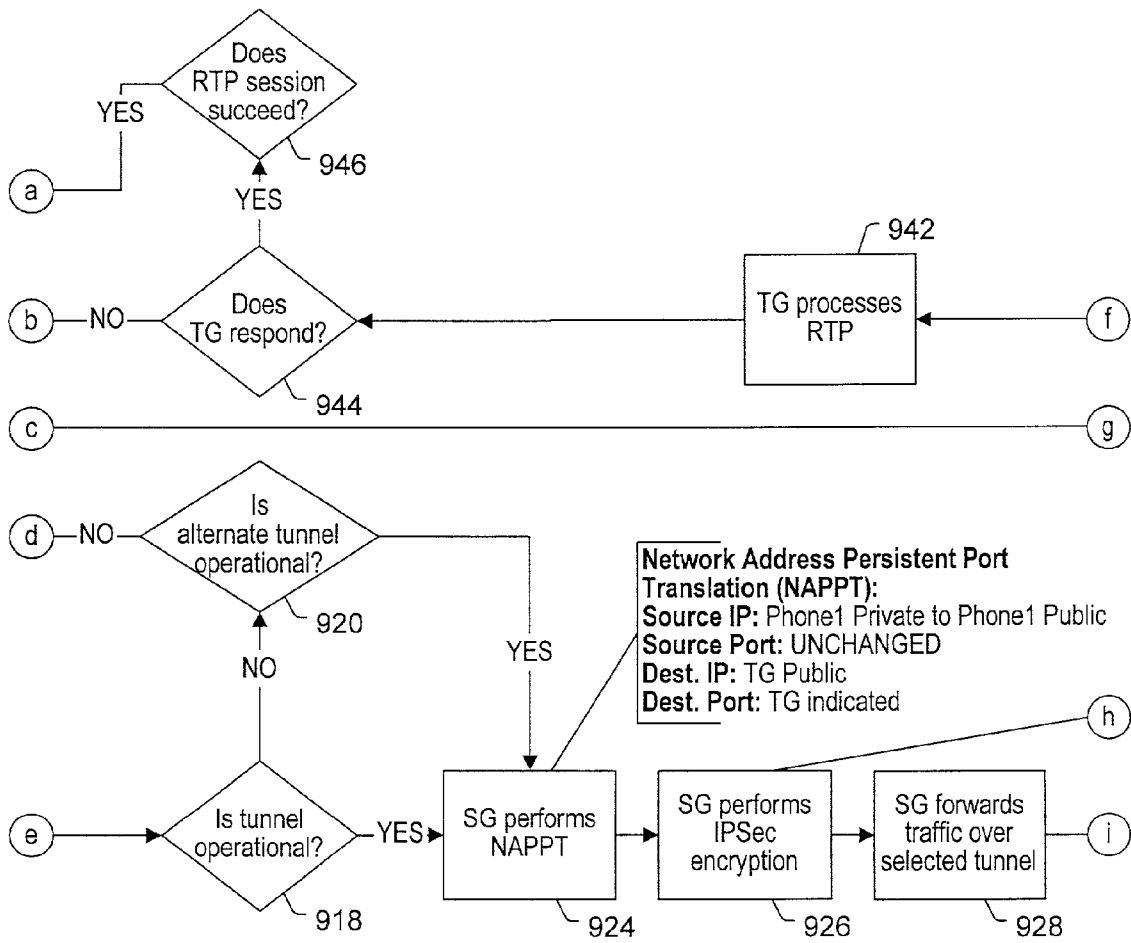 Does
RTP session
succeed?
YES
946
a
YES
942
b
NO
Does
TG respond?
TG processes
RTP
f
944
c
g
Is
alternate tunnel
operational?
d
NO
920
YES
Network Address Persistent Port
Translation (NAPPT):
Source IP: Phone1 Private to Phone1 Public
Source Port: UNCHANGED
Dest. IP: TG Public
Dest. Port: TG indicated
NO
h
e
Is tunnel
operational?
YES
SG performs
NAPPT
SG performs
IPSec
encryption
SG forwards
traffic over
selected tunnel
i
918
924
926
928